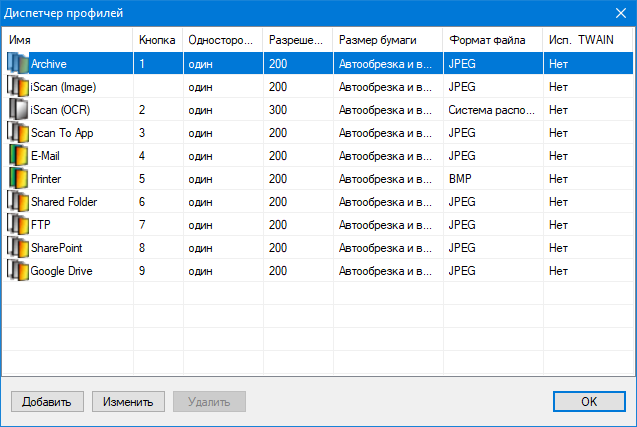 Диспетчер профилей
Имя Кнопка Односторо... Разреше... Размер бумаги Формат файла Исп. TWAIN
Archive 1 один 200 Автообрезка и в... JPEG Нет
iScan (Image) один 200 Автообрезка и в... JPEG Нет
iScan (OCR) 2 один 300 Автообрезка и в... Система распо... Нет
Scan To App 3 один 200 Автообрезка и в... JPEG Нет
E-Mail 4 один 200 Автообрезка и в... JPEG Нет
Printer 5 один 200 Автообрезка и в... BMP Нет
Shared Folder 6 один 200 Автообрезка и в... JPEG Нет
FTP 7 один 200 Автообрезка и в... JPEG Нет
SharePoint 8 один 200 Автообрезка и в... JPEG Нет
Google Drive 9 один 200 Автообрезка и в... JPEG Нет
Добавить Изменить Удалить OK